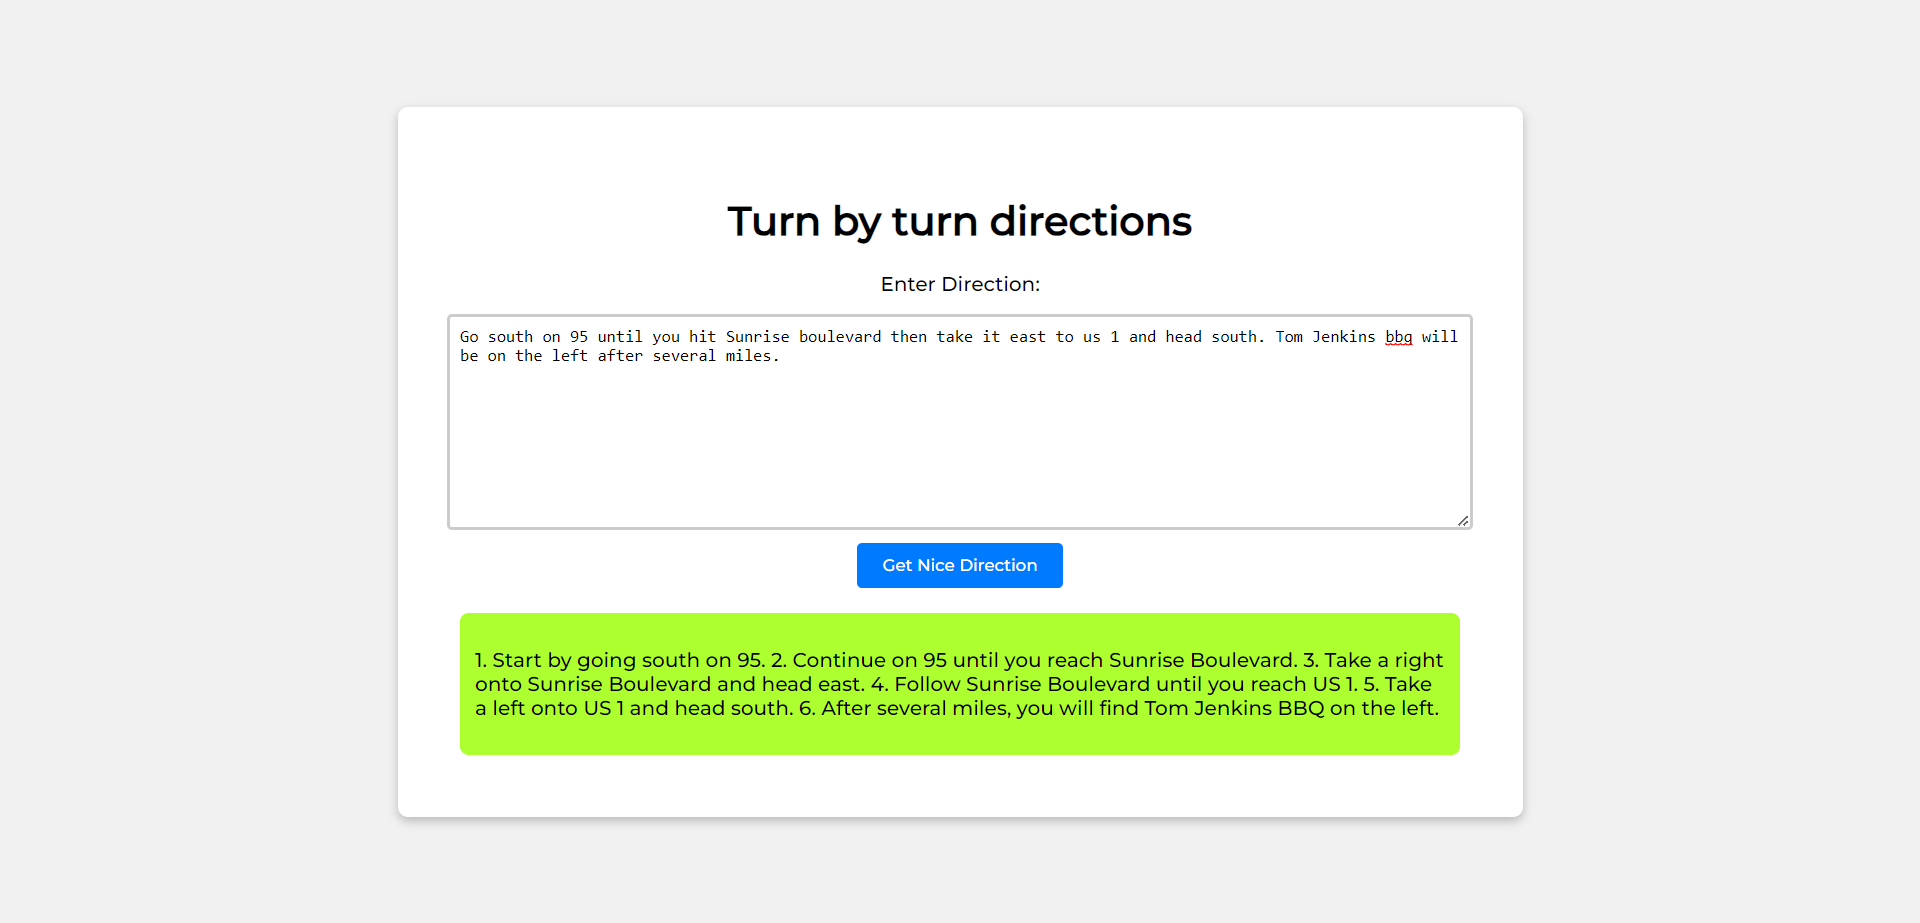 Turn by turn directions
Enter Direction:
Go south on 95 until you hit Sunrise boulevard then take it east to us 1 and head south. Tom Jenkins bbq will
be on the left after several miles.
Get Nice Direction
1. Start by going south on 95. 2. Continue on 95 until you reach Sunrise Boulevard. 3. Take a right
onto Sunrise Boulevard and head east. 4. Follow Sunrise Boulevard until you reach US 1. 5. Take
a left onto US 1 and head south. 6. After several miles, you will find Tom Jenkins BBQ on the left.